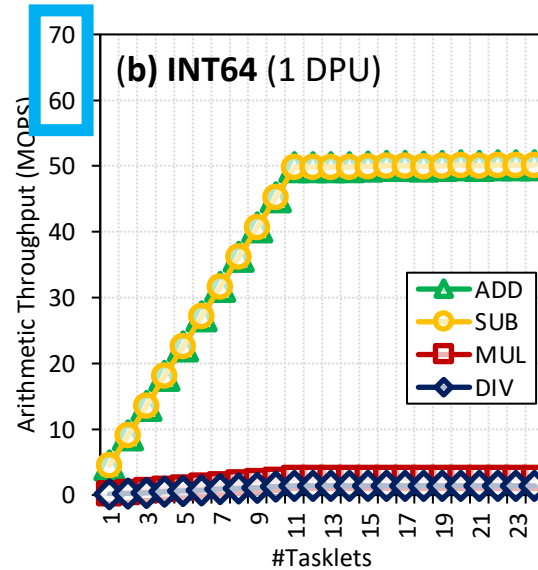 70
(b) INT64 (1 DPU)
60
50
40
30
20
10
0
Arithmetic Throughput (MOPS)
ADD
SUB
MUL
DIV
1 3 5 7 9 11 13 15 17 19 21 23
#Tasklets